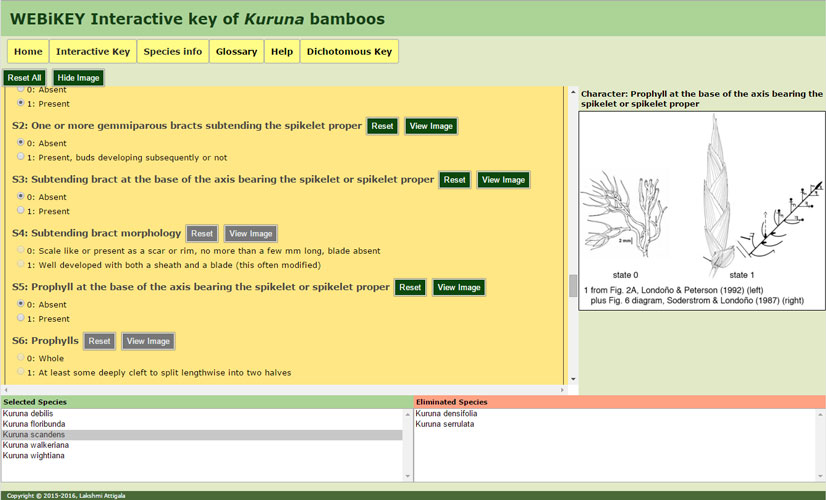 WEBiKEY Interactive key of Kuruna bamboos
Home Interactive Key Species info Glossary Help Dichotomous Key
Reset All Hide Image
0: Absent
1: Present
S2: One or more gemmiparous bracts subtending the spikelet proper Reset View Image
0: Absent
1: Present, buds developing subsequently or not
S3: Subtending bract at the base of the axis bearing the spikelet or spikelet proper Reset View Image
0: Absent
1: Present
S4: Subtending bract morphology Reset View Image
0: Scale like or present as a scar or rim, no more than a few mm long, blade absent
1: Well developed with both a sheath and a blade (this often modified)
S5: Prophyll at the base of the axis bearing the spikelet or spikelet proper Reset View Image
0: Absent
1: Present
S6: Prophylls Reset View Image
0: Whole
1: At least some deeply cleft to split lengthwise into two halves
Character: Prophyll at the base of the axis bearing the
spikelet or spikelet proper
2 mm
state 0 state 1
1 from Fig. 2A, Londoño & Peterson (1992) (left)
plus Fig. 6 diagram, Soderstrom & Londoño (1987) (right)
Selected Species
Kuruna debilis
Kuruna floribunda
Kuruna scandens
Kuruna walkeriana
Kuruna wightiana
Eliminated Species
Kuruna densifolia
Kuruna serrulata
Copyright © 2015-2016, Lakshmi Attigala